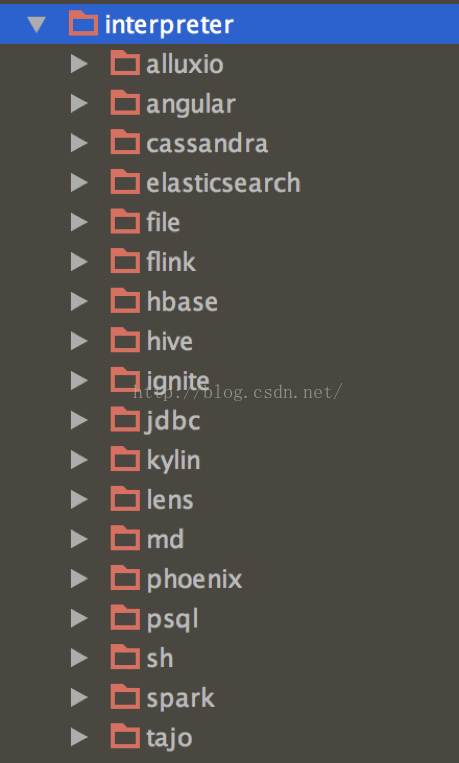 interpreter
alluxio
angular
cassandra
elasticsearch
file
flink
hbase
hive
ignite
http://blog.csdn.net/
jdbc
kylin
lens
md
phoenix
psql
sh
spark
tajo